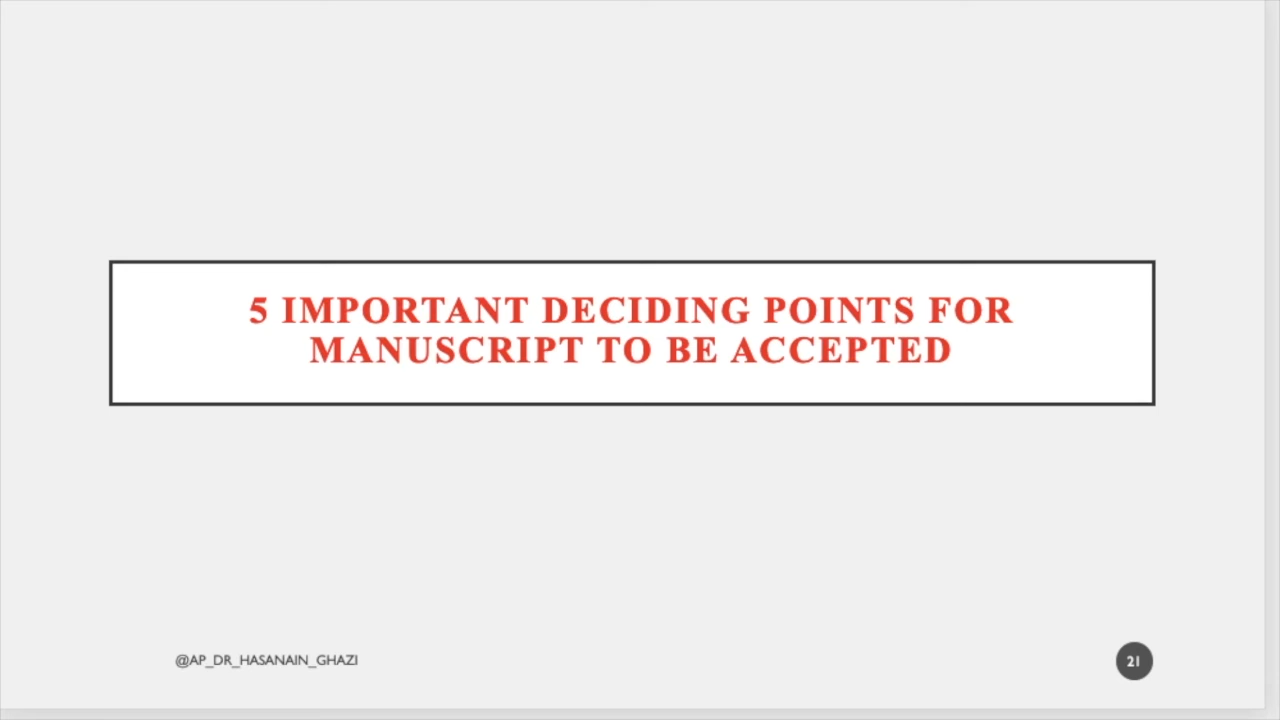 5 IMPORTANT DECIDING POINTS FOR
MANUSCRIPT TO BE ACCEPTED
@AP_DR_HASANAIN_GHAZI
21